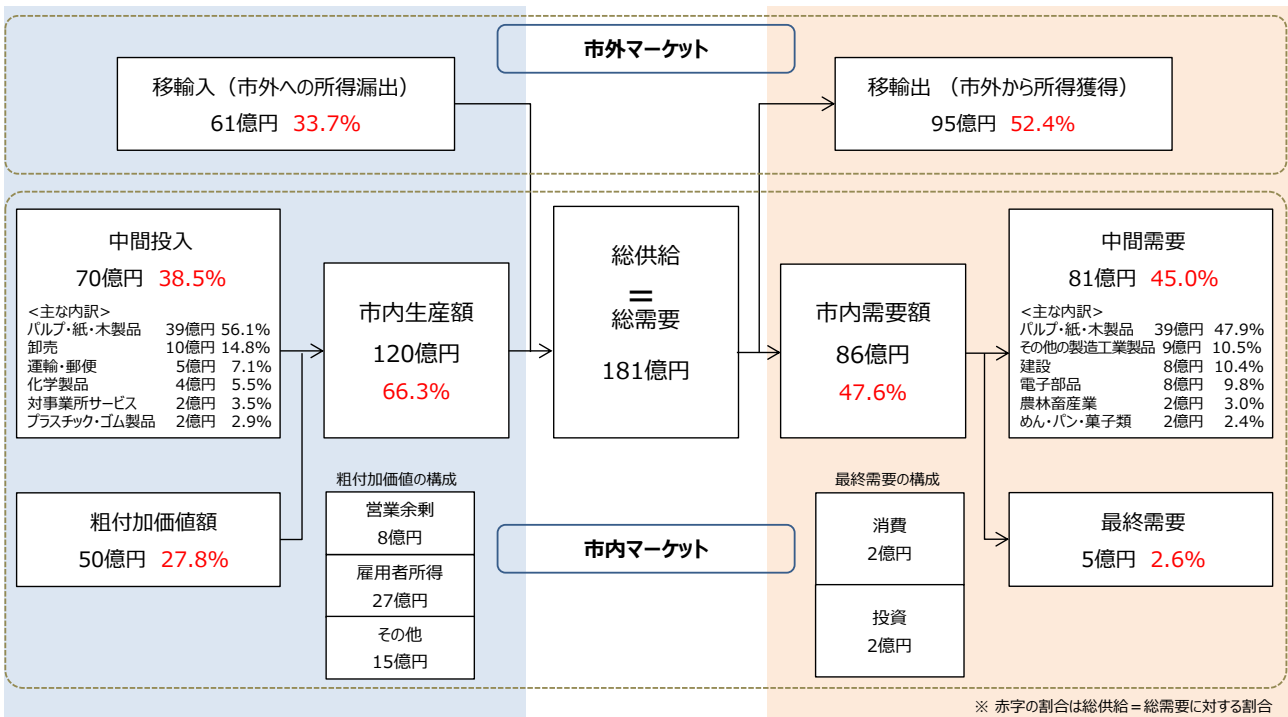 市外マーケット
移輸入（市外への所得漏出）
61億円 33.7%
移輸出 （市外から所得獲得）
95億円 52.4%
中間投入
70億円 38.5%
<主な内訳>
パルプ・紙・木製品 39億円 56.1%
卸売 10億円 14.8%
運輸・郵便 5億円 7.1%
化学製品 4億円 5.5%
対事業所サービス 2億円 3.5%
プラスチック・ゴム製品 2億円 2.9%
粗付加価値額
50億円 27.8%
市内生産額
120億円
66.3%
粗付加価値の構成
営業余剰
8億円
雇用者所得
27億円
その他
15億円
総供給
＝
総需要
181億円
市内マーケット
市内需要額
86億円
47.6%
最終需要の構成
消費
2億円
投資
2億円
中間需要
81億円 45.0%
<主な内訳>
パルプ・紙・木製品 39億円 47.9%
その他の製造工業製品 9億円 10.5%
建設 8億円 10.4%
電子部品 8億円 9.8%
農林畜産業 2億円 3.0%
めん・パン・菓子類 2億円 2.4%
最終需要
5億円 2.6%
※ 赤字の割合は総供給＝総需要に対する割合